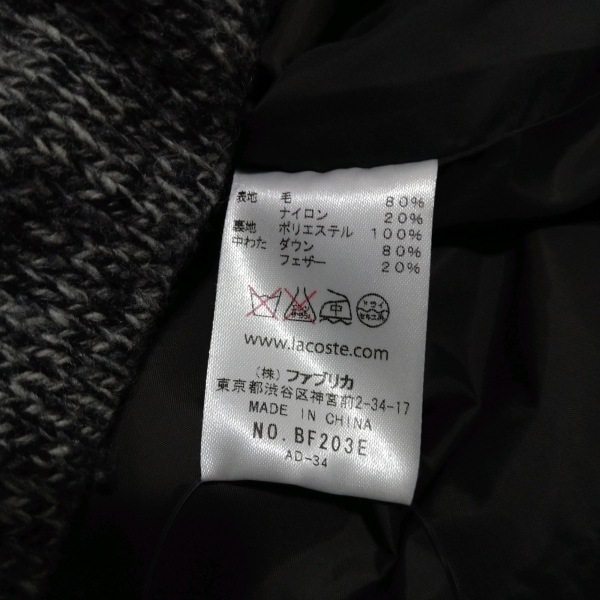 表地 毛 80%
ナイロン 20%
裏地 ポリエステル 100%
中わた ダウン 80%
フェザー 20%
中
www.lacoste.com
(株) ファブリカ
東京都渋谷区神宮前2-34-17
MADE IN CHINA
NO. BF203E
AD-34